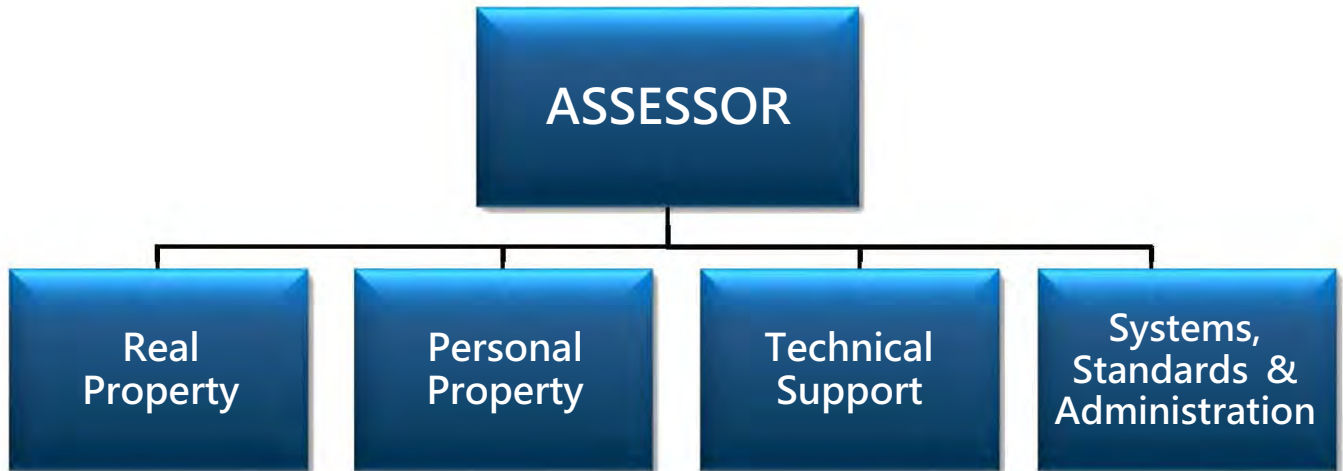 ASSESSOR
Real
Property
Personal
Property
Technical
Support
Systems,
Standards &
Administration